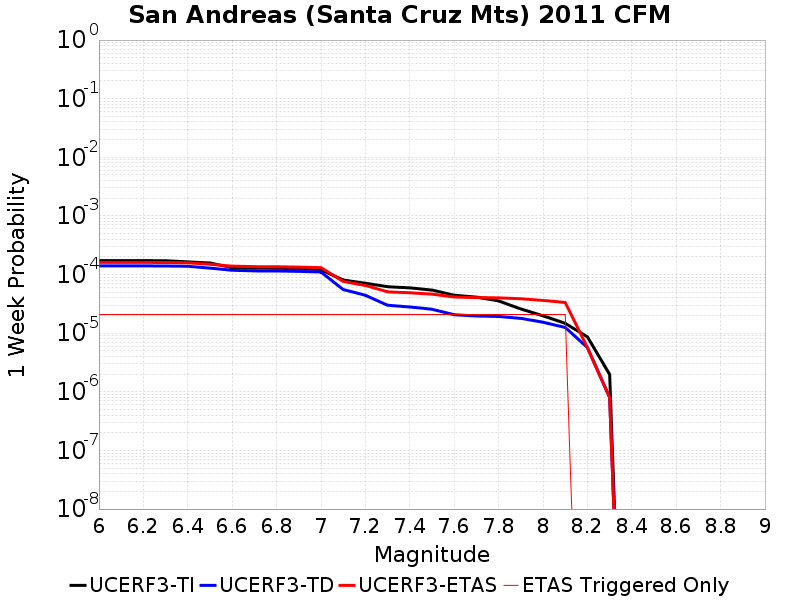 San Andreas (Santa Cruz Mts) 2011 CFM
1 Week Probability
10^0
10^-1
10^-2
10^-3
10^-4
10^-5
10^-6
10^-7
10^-8
6 6.2 6.4 6.6 6.8 7 7.2 7.4 7.6 7.8 8 8.2 8.4 8.6 8.8 9
Magnitude
UCERF3-TI UCERF3-TD UCERF3-ETAS ETAS Triggered Only